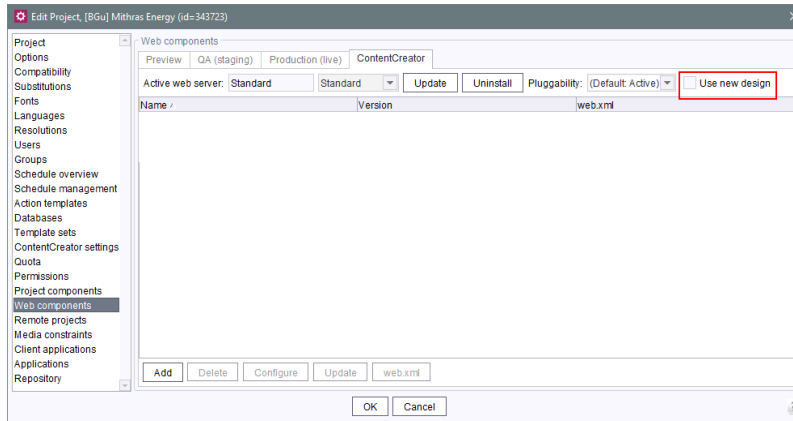 Edit Project, [BGu] Mithras Energy (id=343723)
Project
Options
Compatibility
Substitutions
Fonts
Languages
Resolutions
Users
Groups
Schedule overview
Schedule management
Action templates
Databases
Template sets
ContentCreator settings
Quota
Permissions
Project components
Web components
Remote projects
Media constraints
Client applications
Applications
Repository
Web components
Preview QA (staging) Production (live) ContentCreator
Active web server: Standard Standard Update Uninstall Pluggability: (Default: Active) Use new design
Name Version web.xml
Add Delete Configure Update web.xml
OK Cancel